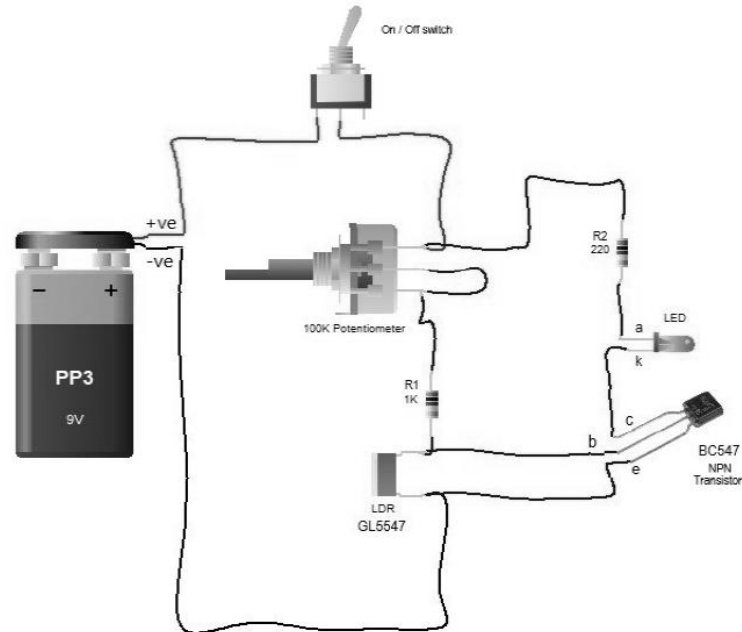 On / Off switch
+ve
-ve
− +
PP3
9V
100K Potentiometer
R2
220
LED
a
k
R1
1K
c
b
e
BC547
NPN
Transistor
LDR
GL5547